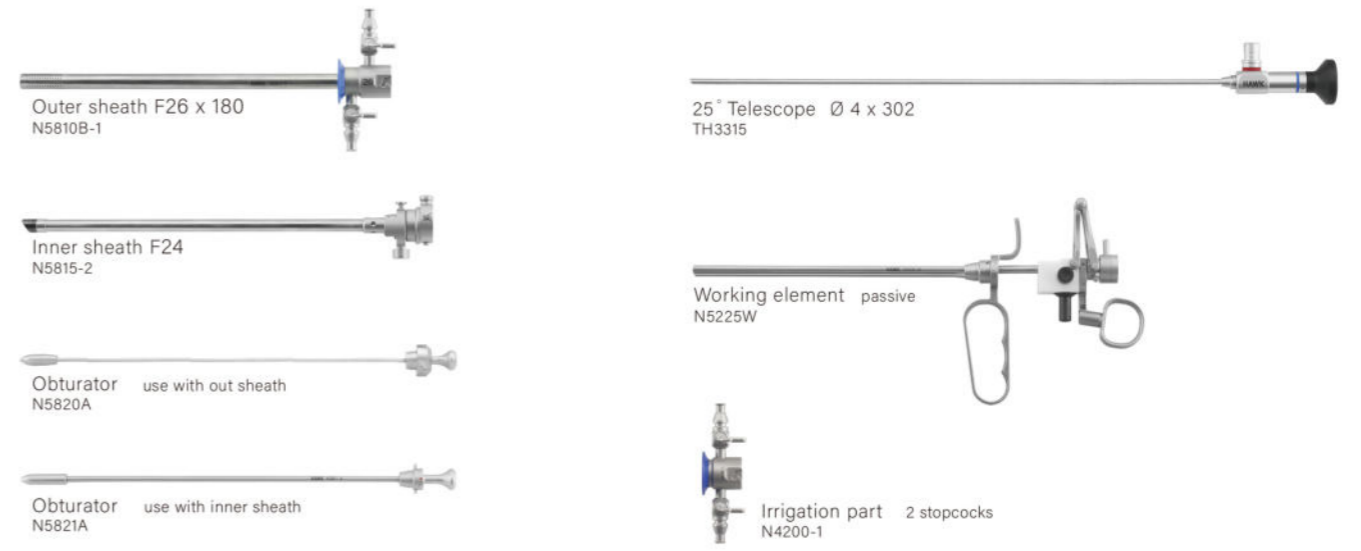 Outer sheath F26 x 180
N5810B-1
Inner sheath F24
N5815-2
Obturator use with out sheath
N5820A
Obturator use with inner sheath
N5821A
25° Telescope Ø 4 x 302
TH3315
HAWK
Working element passive
N5225W
Irrigation part 2 stopcocks
N4200-1